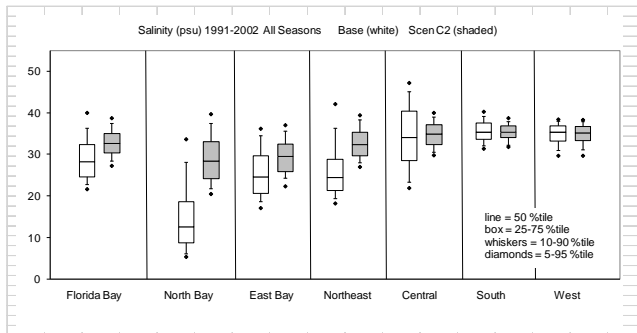 Salinity (psu) 1991-2002 All Seasons Base (white) Scen C2 (shaded)
50
40
30
20
10
0
line = 50 %tile
box = 25-75 %tile
whiskers = 10-90 %tile
diamonds = 5-95 %tile
Florida Bay North Bay East Bay Northeast Central South West